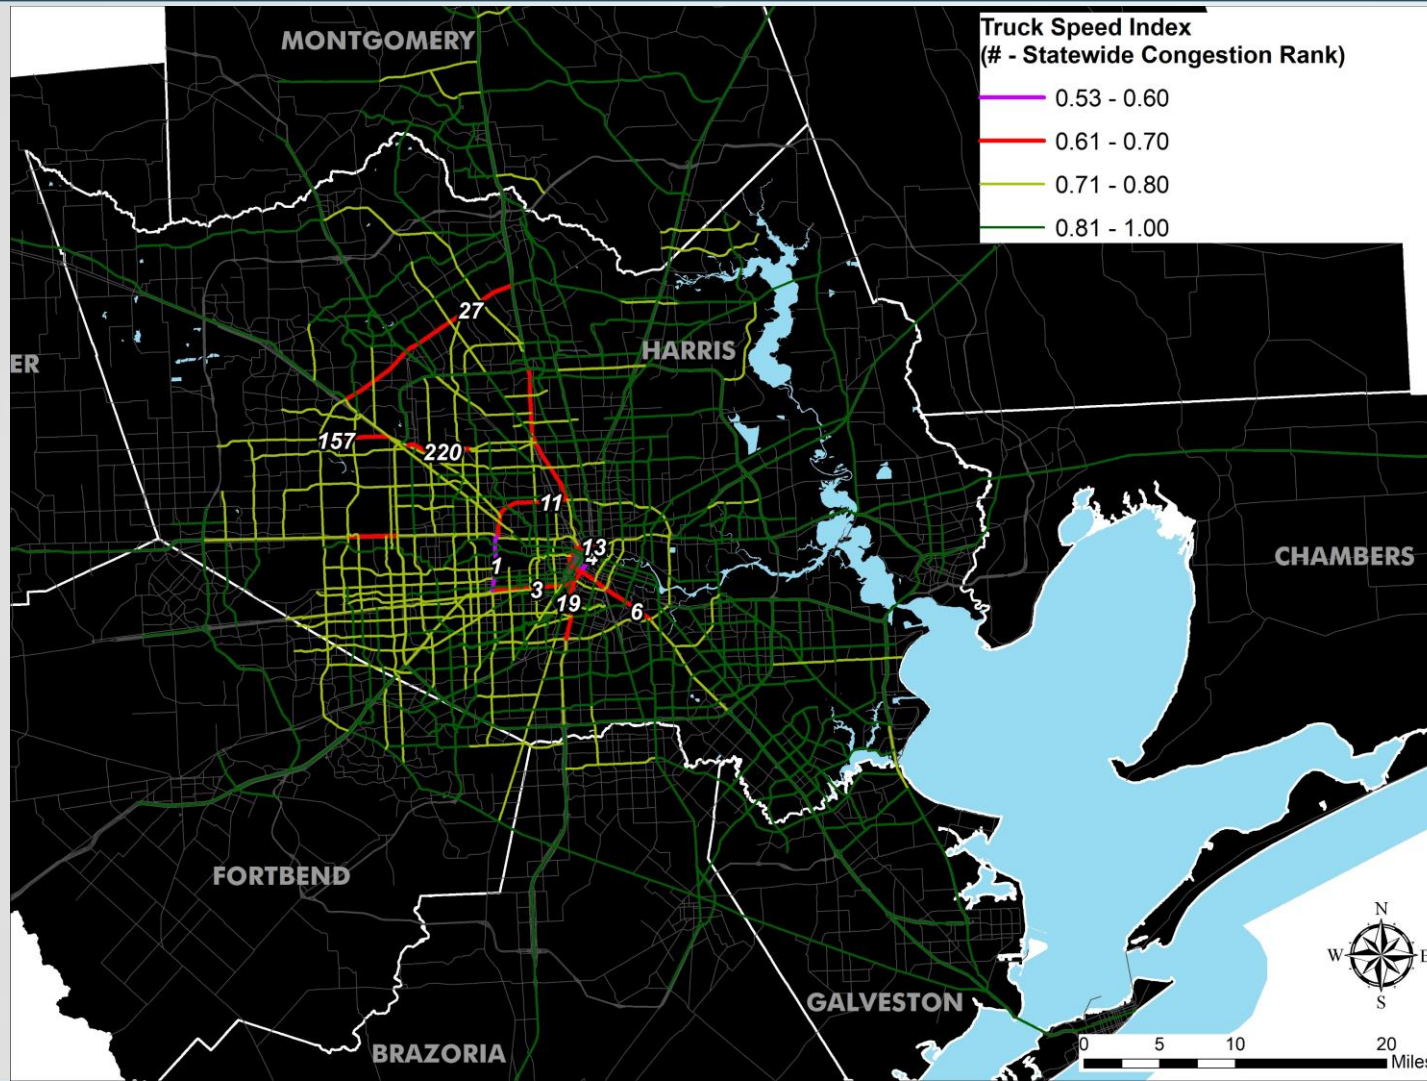 MONTGOMERY
Truck Speed Index
(# - Statewide Congestion Rank)
0.53 - 0.60
0.61 - 0.70
0.71 - 0.80
0.81 - 1.00
27
HARRIS
ER
157
220
11
13
4
1
3
19
6
CHAMBERS
FORTBEND
GALVESTON
BRAZORIA
N
W E
S
0 5 10 20
Miles